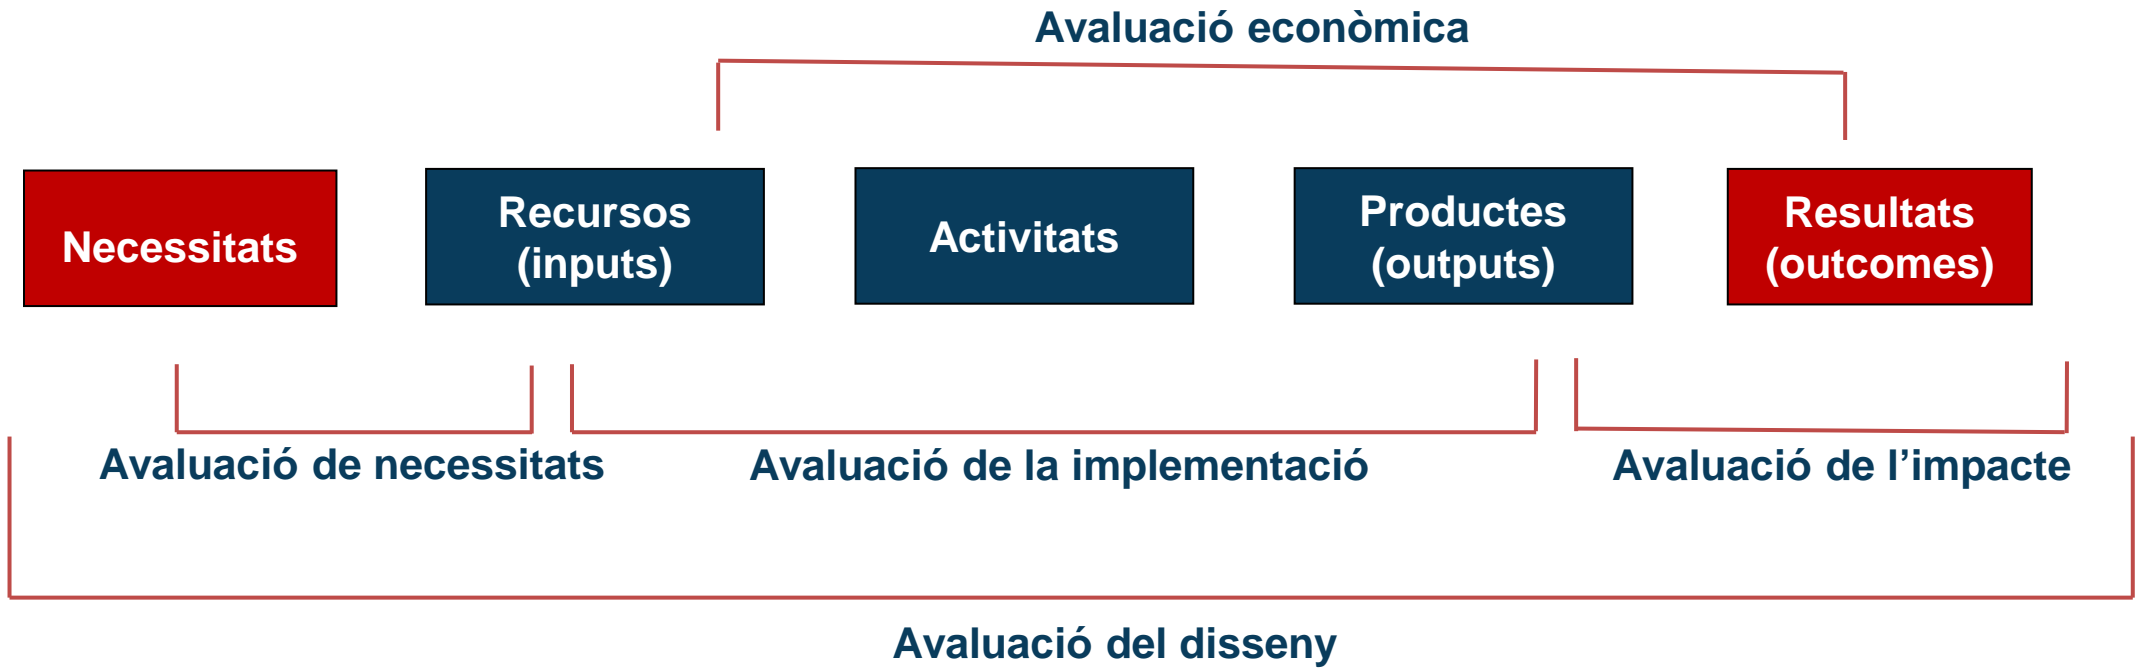 Avaluació econòmica
Necessitats
Recursos
(inputs)
Activitats
Productes
(outputs)
Resultats
(outcomes)
Avaluació de necessitats
Avaluació de la implementació
Avaluació de l’impacte
Avaluació del disseny